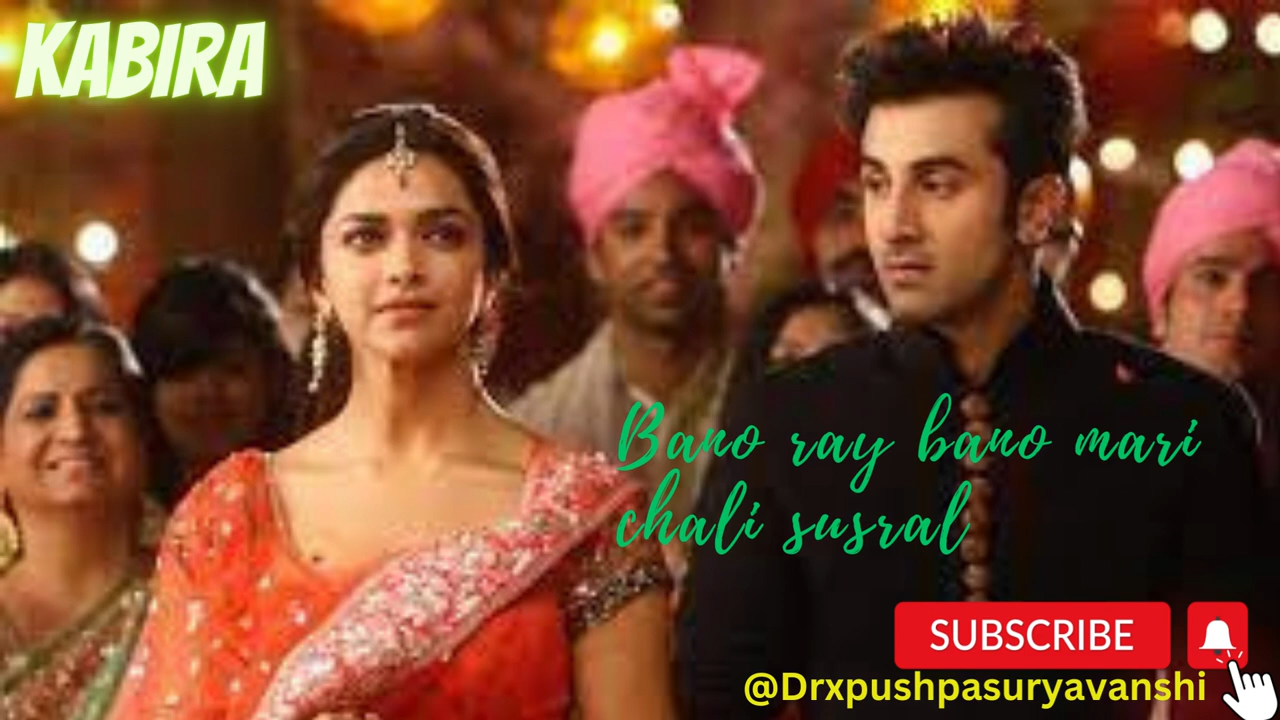 KABIRA
Bano ray bano mari
chali susral
SUBSCRIBE
@Drxpushpasuryavanshi